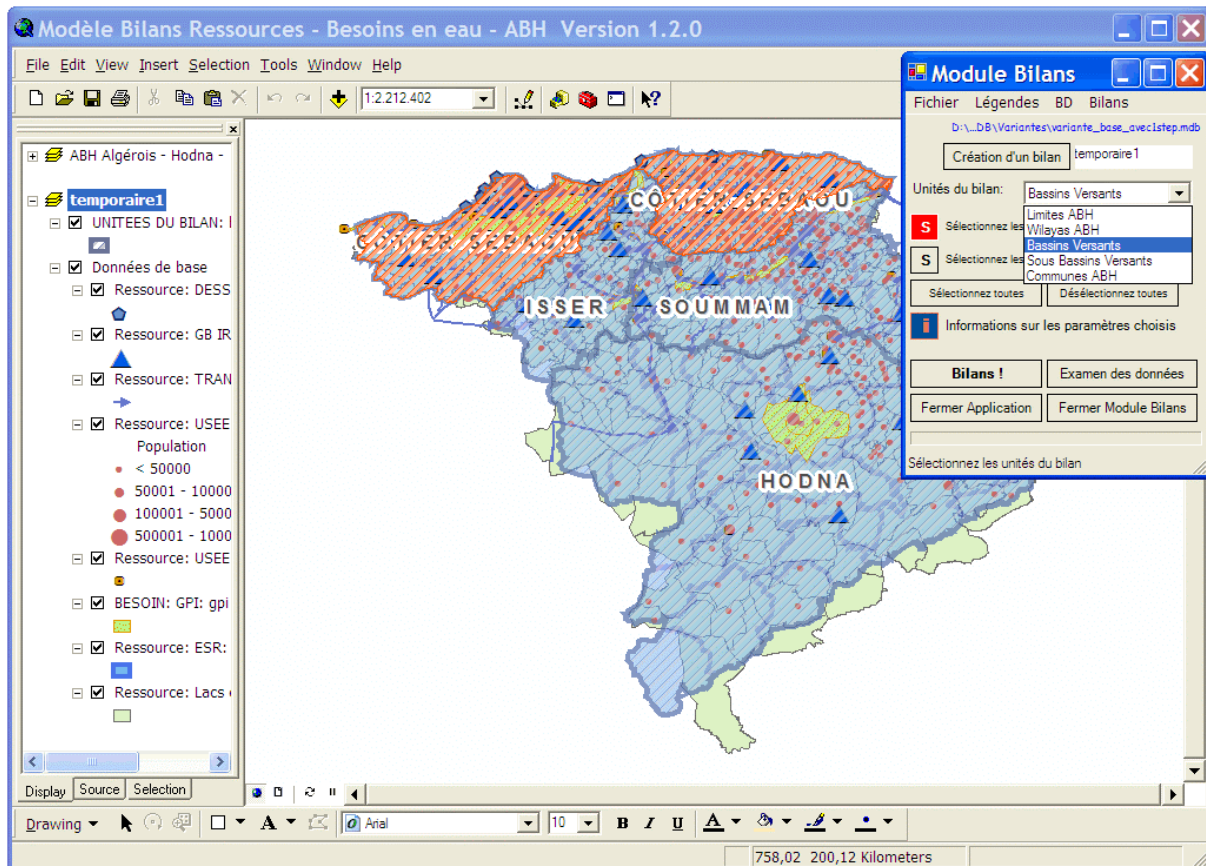 Modèle Bilans Ressources - Besoins en eau - ABH Version 1.2.0
File Edit View Insert Selection Tools Window Help
1:2.212.402
ABH Algérois - Hodna -
temporaire1
UNITEES DU BILAN:
Données de base
Ressource: DESS
Ressource: GB IR
Ressource: TRAN
Ressource: USEE
Population
< 50000
50001 - 10000
100001 - 5000
500001 - 1000
Ressource: USEE
BESOIN: GPI: gpi
Ressource: ESR:
Ressource: Lacs
Display Source Selection
CÔTIER SEBAOU
CÔTIER SEBAOU
ISSER
SOUMMAM
HODNA
Module Bilans
Fichier Légendes BD Bilans
D:\...DB\Variantes\variante_base_avec1step.mdb
Création d'un bilan temporaire1
Unités du bilan: Bassins Versants
Limites ABH
Wilayas ABH
Bassins Versants
Sous Bassins Versants
Communes ABH
S Sélectionnez les
S Sélectionnez les
Sélectionnez toutes Désélectionnez toutes
i Informations sur les paramètres choisis
Bilans ! Examen des données
Fermer Application Fermer Module Bilans
Sélectionnez les unités du bilan
Drawing A Arial 10 B I U A
758,02 200,12 Kilometers